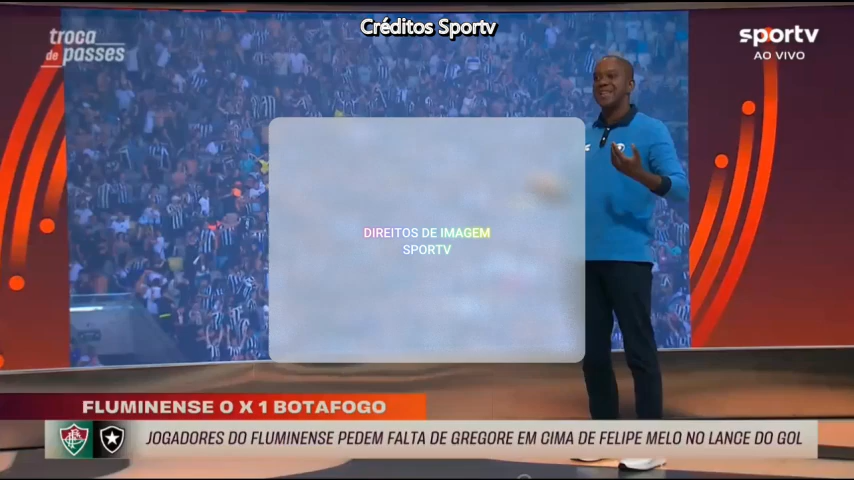 Créditos Sportv
troca
de passes
sportv
AO VIVO
DIREITOS DE IMAGEM
SPORTV
FLUMINENSE 0 X 1 BOTAFOGO
JOGADORES DO FLUMINENSE PEDEM FALTA DE GREGORE EM CIMA DE FELIPE MELO NO LANCE DO GOL